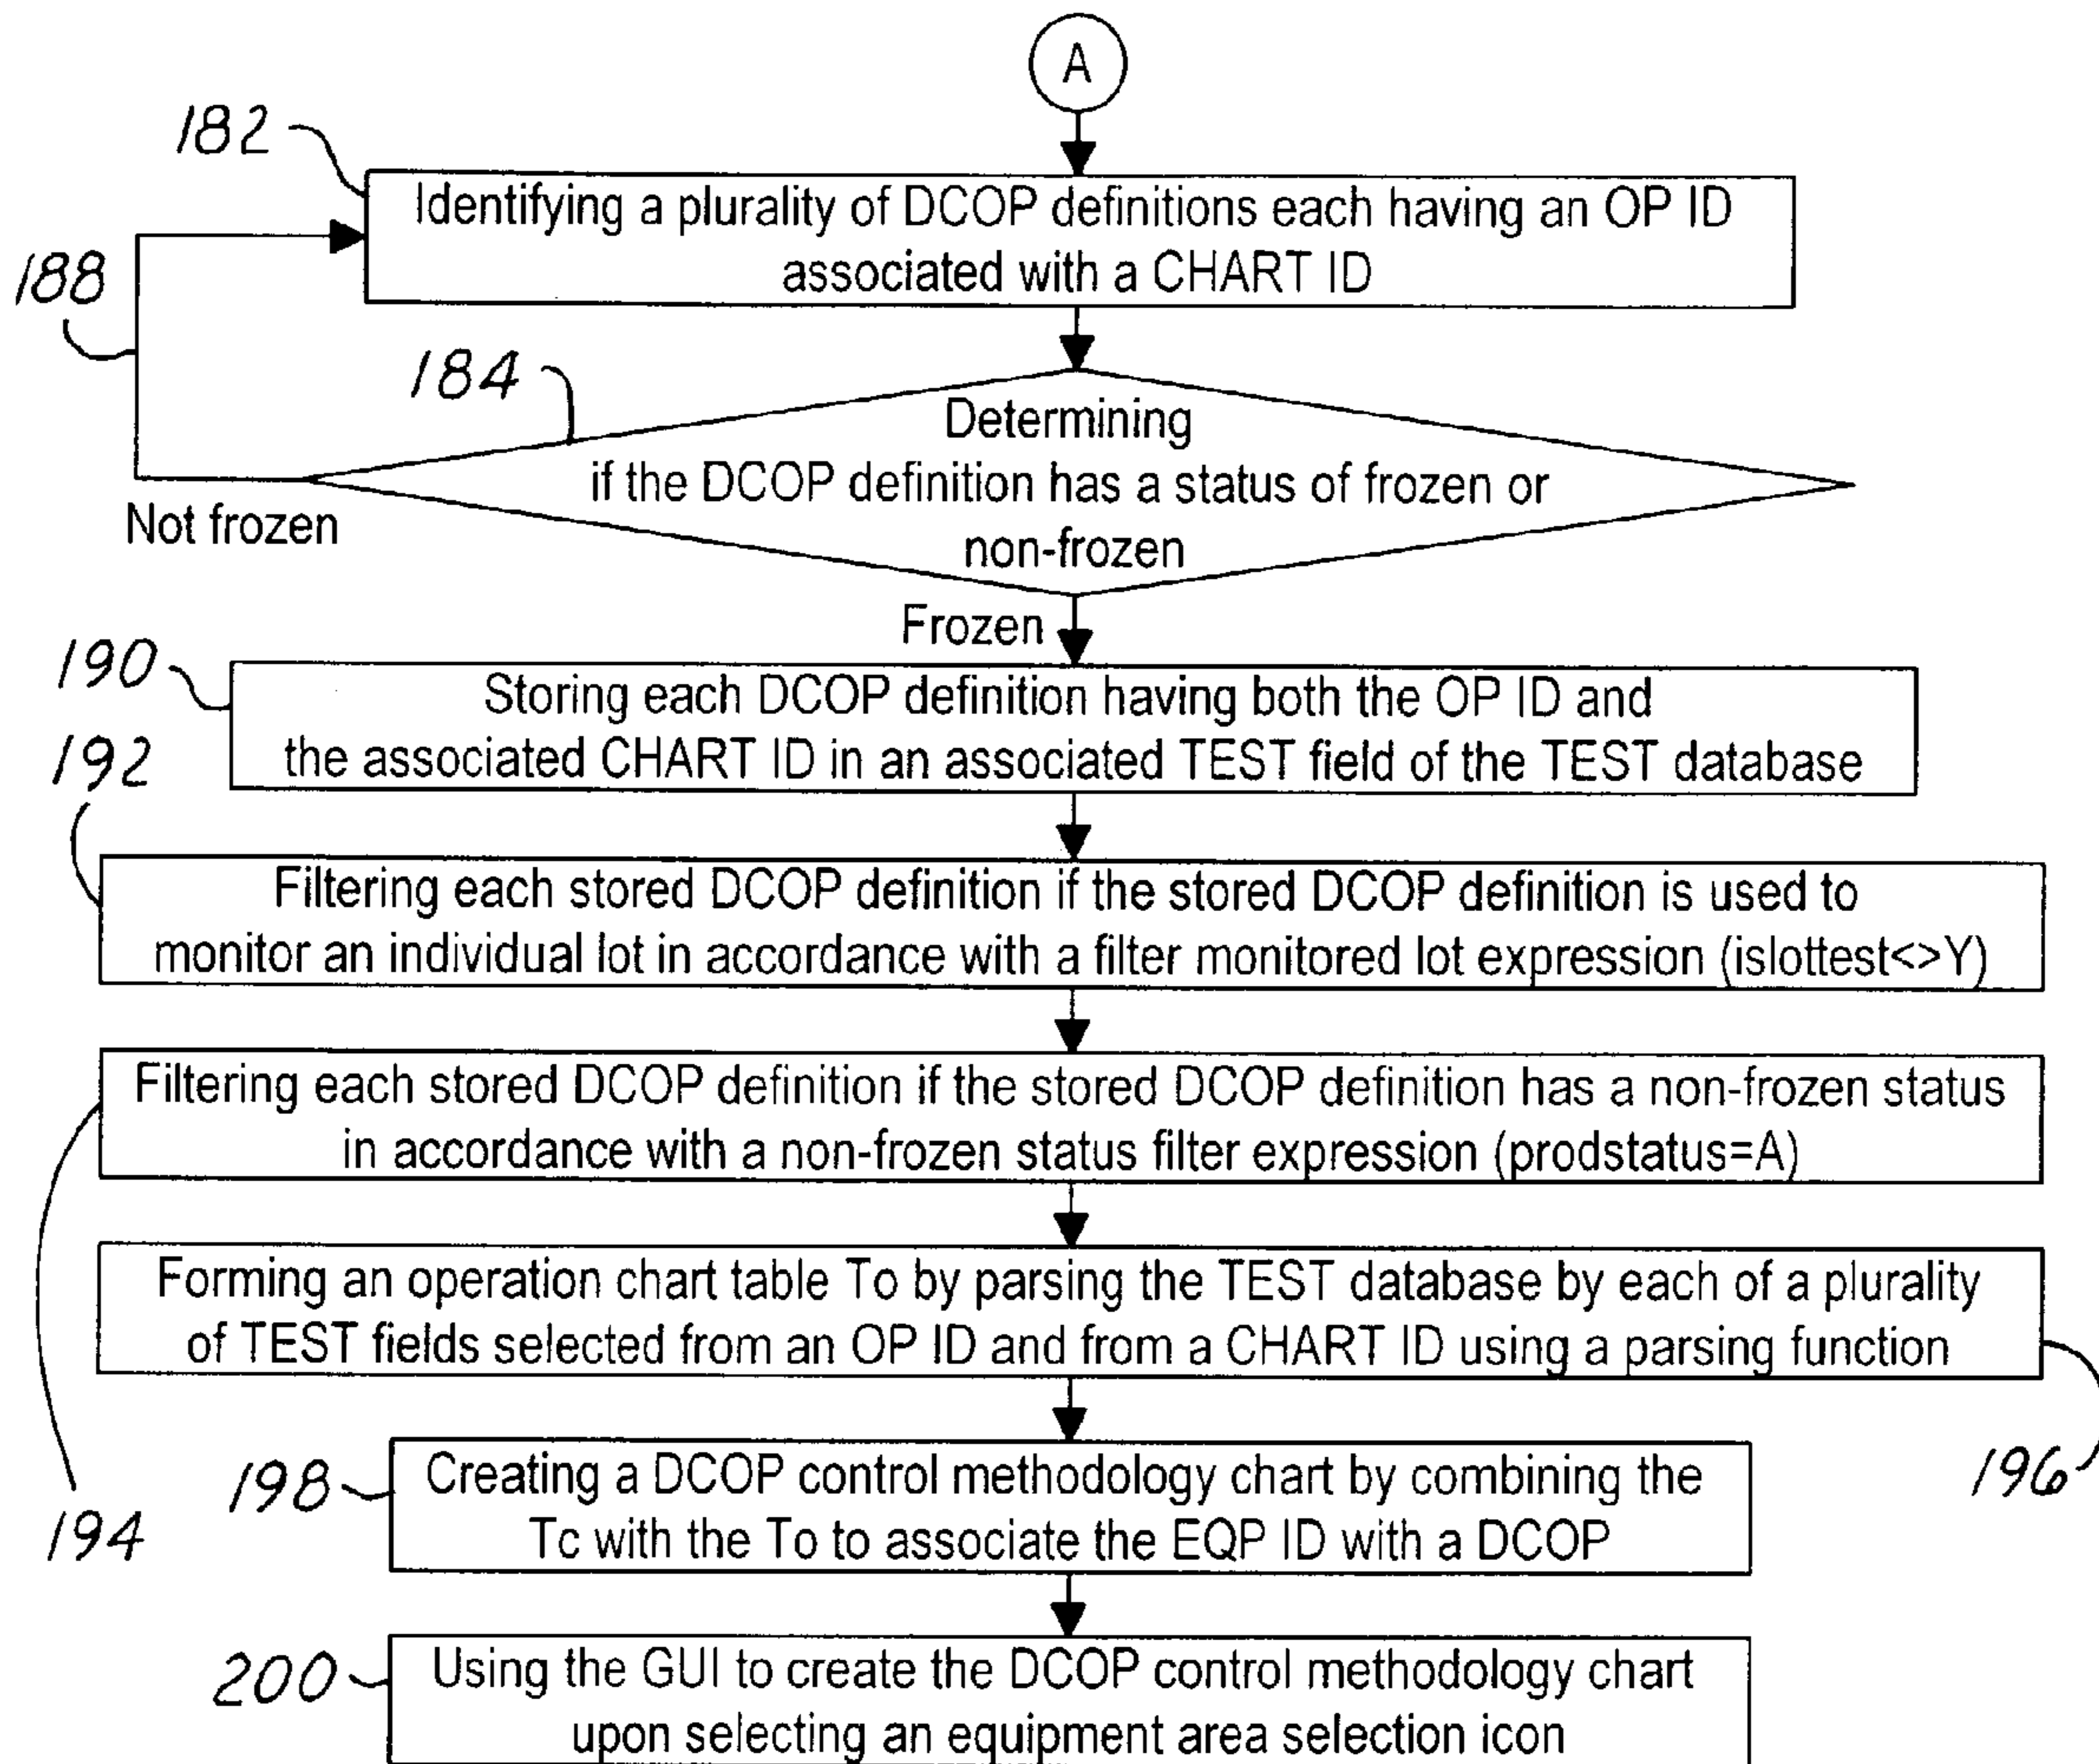 A
182
Identifying a plurality of DCOP definitions each having an OP ID
associated with a CHART ID
188
184
Determining
if the DCOP definition has a status of frozen or
non-frozen
Not frozen
Frozen
190
Storing each DCOP definition having both the OP ID and
the associated CHART ID in an associated TEST field of the TEST database
192
Filtering each stored DCOP definition if the stored DCOP definition is used to
monitor an individual lot in accordance with a filter monitored lot expression (islottest<>Y)
Filtering each stored DCOP definition if the stored DCOP definition has a non-frozen status
in accordance with a non-frozen status filter expression (prodstatus=A)
194
Forming an operation chart table To by parsing the TEST database by each of a plurality
of TEST fields selected from an OP ID and from a CHART ID using a parsing function
196
198
Creating a DCOP control methodology chart by combining the
Tc with the To to associate the EQP ID with a DCOP
200
Using the GUI to create the DCOP control methodology chart
upon selecting an equipment area selection icon